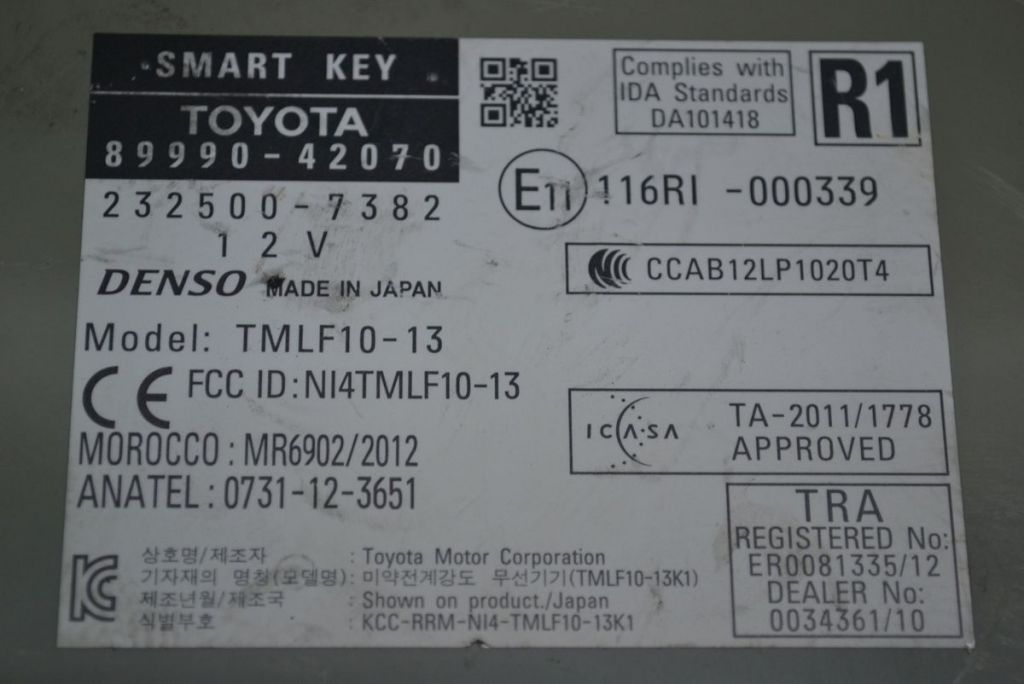 SMART KEY
TOYOTA
89990-42070
232500-7382
12V
DENSO MADE IN JAPAN
Model: TMLF10-13
CE FCC ID:NI4TMLF10-13
MOROCCO : MR6902/2012
ANATEL : 0731-12-3651
Complies with
IDA Standards
DA101418
R1
E11 116RI -000339
CCC CCAB12LP1020T4
ICASA TA-2011/1778
APPROVED
TRA
REGISTERED No:
ER0081335/12
DEALER No:
0034361/10
KC
상호명/제조자 : Toyota Motor Corporation
기자재의 명칭(모델명): 미약전계강도 무선기기(TMLF10-13K1)
제조년월/제조국 : Shown on product./Japan
식별부호 : KCC-RRM-NI4-TMLF10-13K1